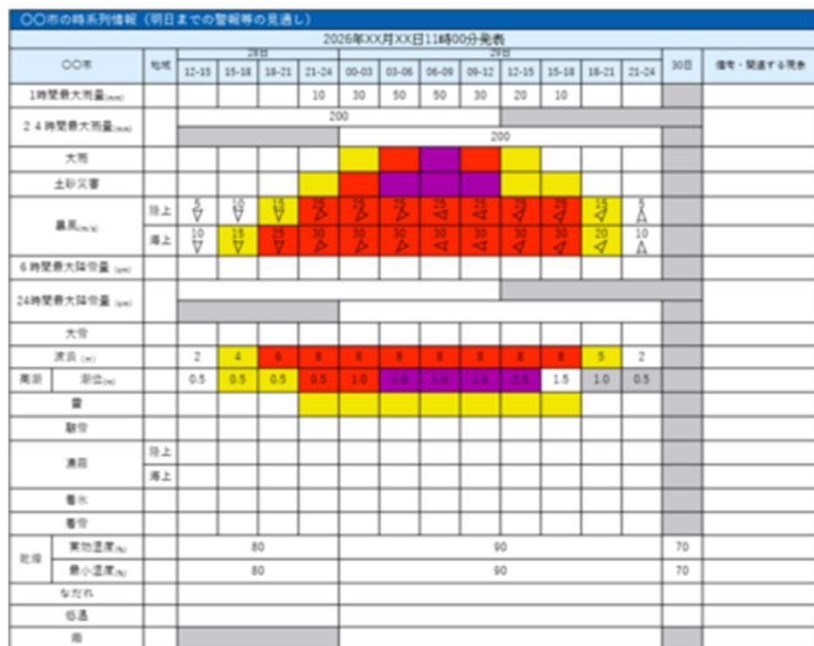 〇〇市の時系列情報（明日までの警報等の見通し）
2026年XX月XX日11時00分発表
〇〇市 地域 28日 29日 30日 備考・関連する現象
12-15 15-18 18-21 21-24 00-03 03-06 06-09 09-12 12-15 15-18 18-21 21-24
1時間最大雨量(mm) 10 30 50 50 30 20 10
24時間最大雨量(mm) 200
200
大雨
土砂災害
暴風(m/s) 陸上 5 10 15 25 25 25 25 25 25 25 15 5
海上 10 15 25 30 30 30 30 30 30 30 20 10
6時間最大降雪量(cm)
24時間最大降雪量(cm)
大雪
波浪(m) 2 4 6 8 8 8 8 8 8 8 5 2
高潮 潮位(m) 0.5 0.5 0.5 0.5 1.0 1.0 1.0 1.5 2.0 1.5 1.0 0.5
雷
融雪
濃霧 陸上
海上
着氷
着雪
乾燥 実効湿度(%) 80 90 70
最小湿度(%) 80 90 70
なだれ
低温
霜